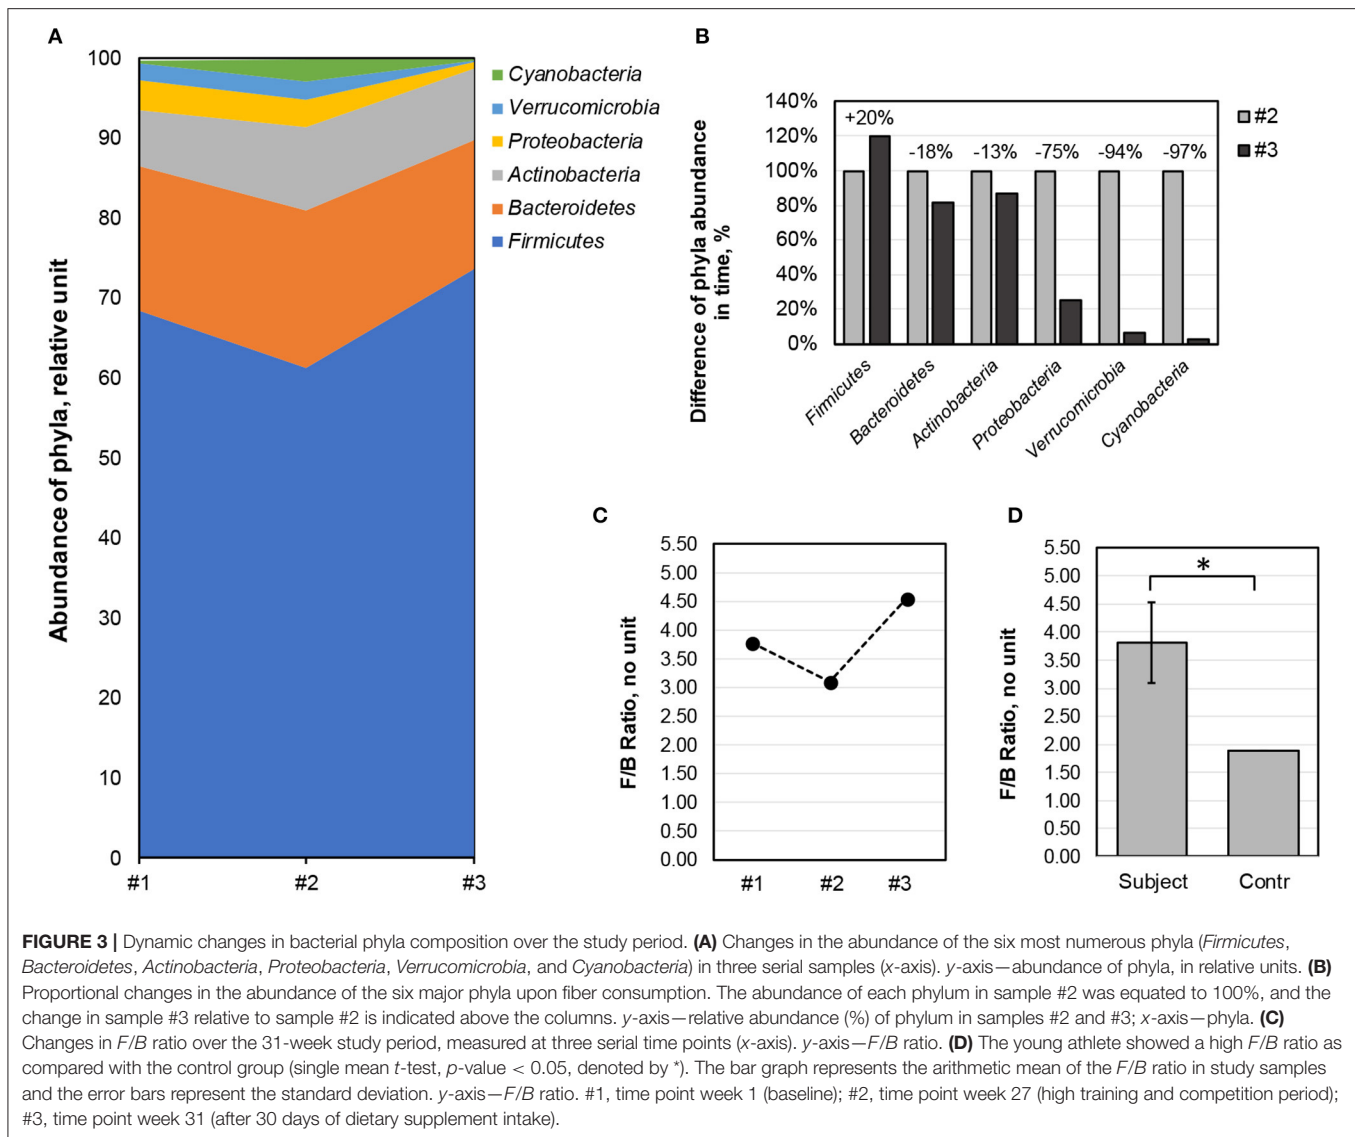 A
Abundance of phyla, relative unit
100
90
80
70
60
50
40
30
20
10
0
#1
#2
#3
Cyanobacteria
Verrucomicrobia
Proteobacteria
Actinobacteria
Bacteroidetes
Firmicutes
B
Difference of phyla abundance
in time, %
140%
120%
100%
80%
60%
40%
20%
0%
+20%
-18%
-13%
-75%
-94%
-97%
Firmicutes
Bacteroidetes
Actinobacteria
Proteobacteria
Verrucomicrobia
Cyanobacteria
#2
#3
C
F/B Ratio, no unit
5.50
5.00
4.50
4.00
3.50
3.00
2.50
2.00
1.50
1.00
0.50
0.00
#1
#2
#3
D
F/B Ratio, no unit
5.50
5.00
4.50
4.00
3.50
3.00
2.50
2.00
1.50
1.00
0.50
0.00
*
Subject
Contr
FIGURE 3 | Dynamic changes in bacterial phyla composition over the study period. (A) Changes in the abundance of the six most numerous phyla (Firmicutes,
Bacteroidetes, Actinobacteria, Proteobacteria, Verrucomicrobia, and Cyanobacteria) in three serial samples (x-axis). y-axis—abundance of phyla, in relative units. (B)
Proportional changes in the abundance of the six major phyla upon fiber consumption. The abundance of each phylum in sample #2 was equated to 100%, and the
change in sample #3 relative to sample #2 is indicated above the columns. y-axis—relative abundance (%) of phylum in samples #2 and #3; x-axis—phyla. (C)
Changes in F/B ratio over the 31-week study period, measured at three serial time points (x-axis). y-axis—F/B ratio. (D) The young athlete showed a high F/B ratio as
compared with the control group (single mean t-test, p-value < 0.05, denoted by *). The bar graph represents the arithmetic mean of the F/B ratio in study samples
and the error bars represent the standard deviation. y-axis—F/B ratio. #1, time point week 1 (baseline); #2, time point week 27 (high training and competition period);
#3, time point week 31 (after 30 days of dietary supplement intake).